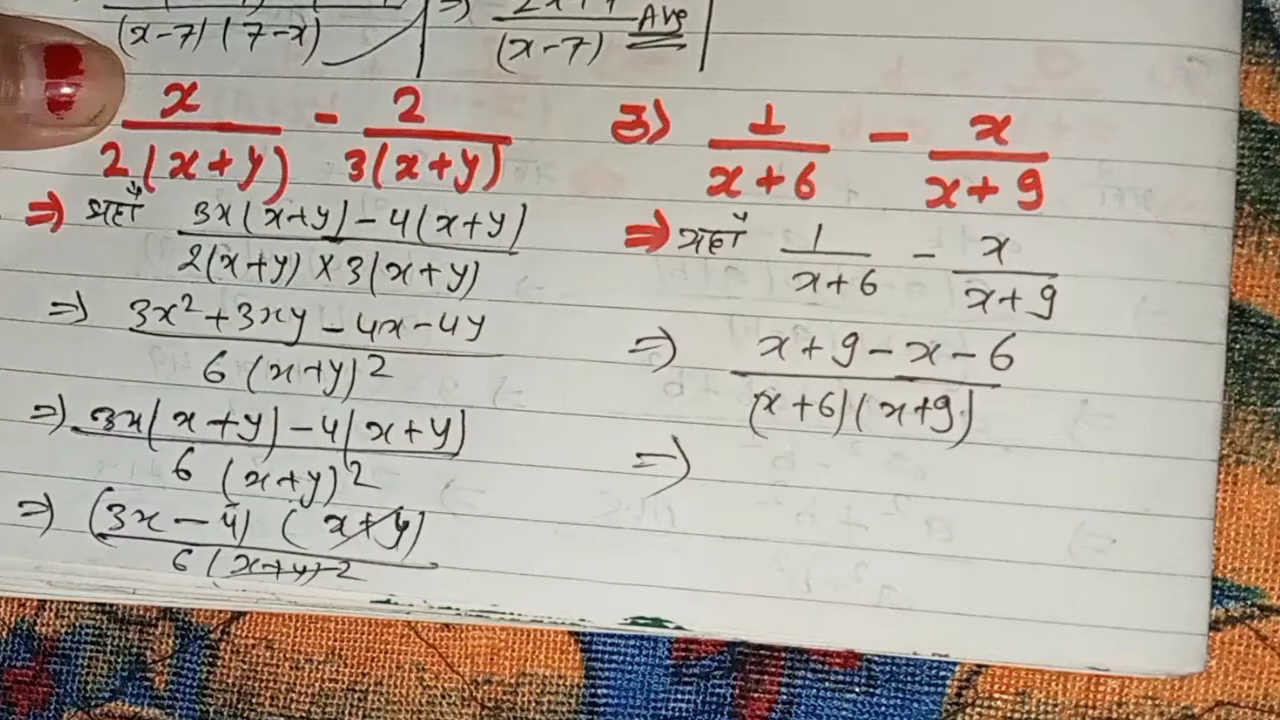 (x-7)(7-x)
⇒ (x-7) Ans
x/2(x+y) - 2/3(x+y)
⇒ यहाँ 3x(x+y)-4(x+y)/2(x+y)×3(x+y)
⇒ 3x²+3xy-4x-4y/6(x+y)²
⇒ 3x(x+y)-4(x+y)/6(x+y)²
⇒ (3x-4)(x+y)/6(x+y)²
3) 1/x+6 - x/x+9
⇒ यहाँ 1/x+6 - x/x+9
⇒ x+9-x-6/(x+6)(x+9)
⇒